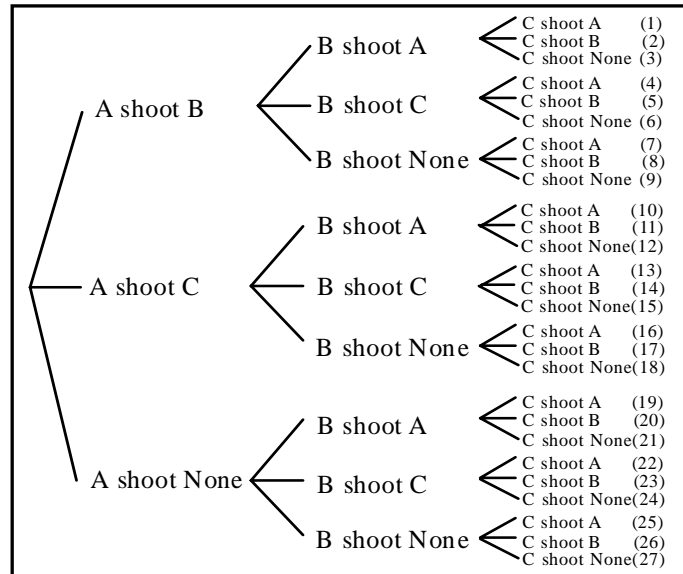 C shoot A (1)
B shoot A C shoot B (2)
C shoot None (3)
C shoot A (4)
A shoot B B shoot C C shoot B (5)
C shoot None (6)
C shoot A (7)
B shoot None C shoot B (8)
C shoot None (9)
C shoot A (10)
B shoot A C shoot B (11)
C shoot None(12)
C shoot A (13)
A shoot C B shoot C C shoot B (14)
C shoot None(15)
C shoot A (16)
B shoot None C shoot B (17)
C shoot None(18)
C shoot A (19)
B shoot A C shoot B (20)
C shoot None(21)
C shoot A (22)
A shoot None B shoot C C shoot B (23)
C shoot None(24)
C shoot A (25)
B shoot None C shoot B (26)
C shoot None(27)